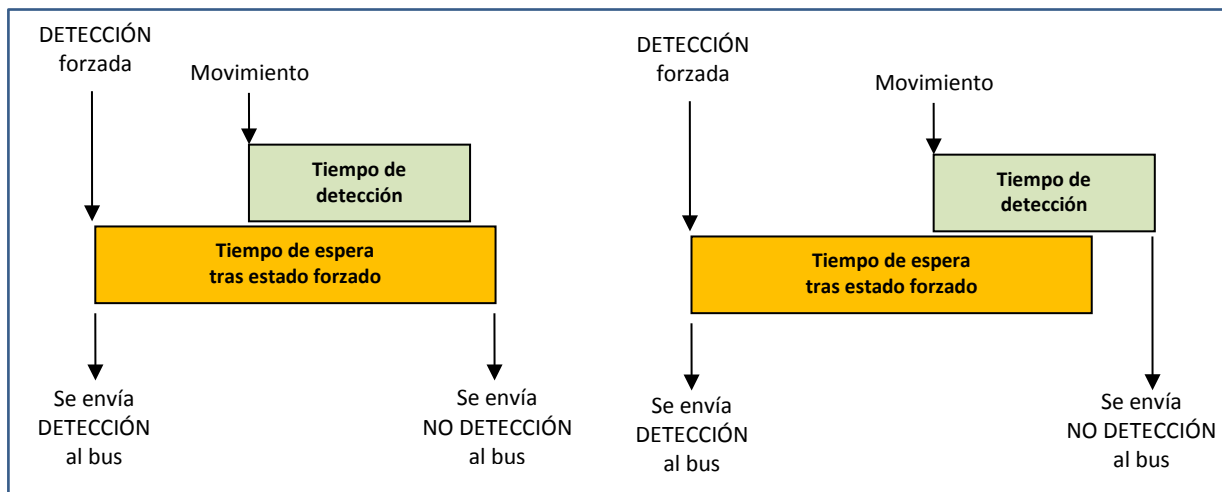 DETECCIÓN
forzada
Movimiento
Tiempo de
detección
Tiempo de espera
tras estado forzado
Se envía
DETECCIÓN
al bus
Se envía
NO DETECCIÓN
al bus
DETECCIÓN
forzada
Movimiento
Tiempo de
detección
Tiempo de espera
tras estado forzado
Se envía
DETECCIÓN
al bus
Se envía
NO DETECCIÓN
al bus